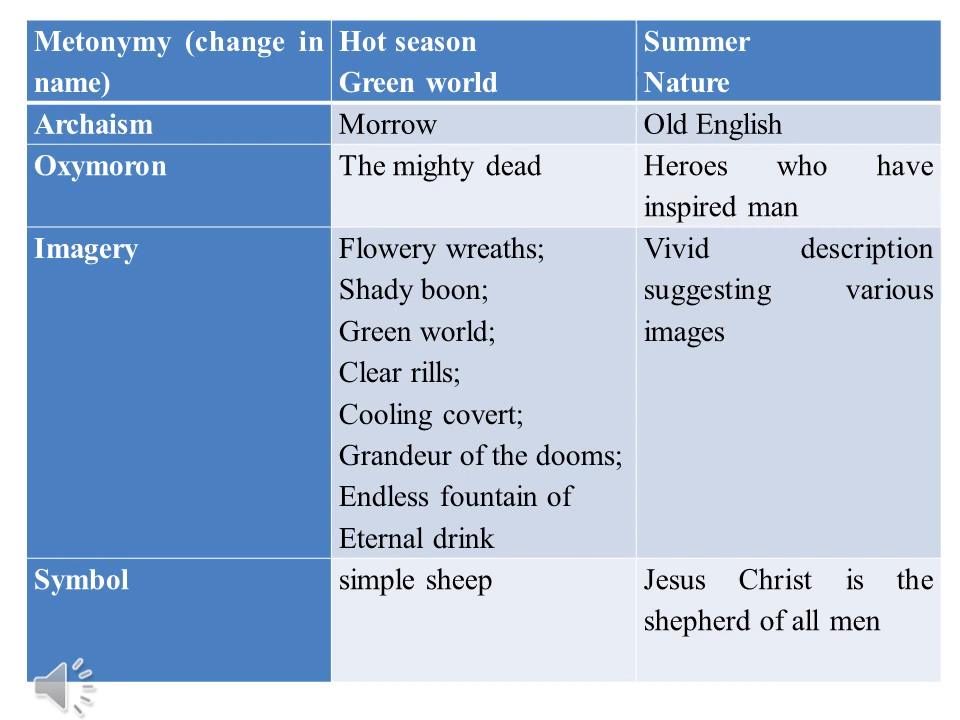 Metonymy (change in name)
Hot season
Green world
Summer
Nature
Archaism
Morrow
Old English
Oxymoron
The mighty dead
Heroes who have
inspired man
Imagery
Flowery wreaths;
Shady boon;
Green world;
Clear rills;
Cooling covert;
Grandeur of the dooms;
Endless fountain of
Eternal drink
Vivid description
suggesting various
images
Symbol
simple sheep
Jesus Christ is the
shepherd of all men